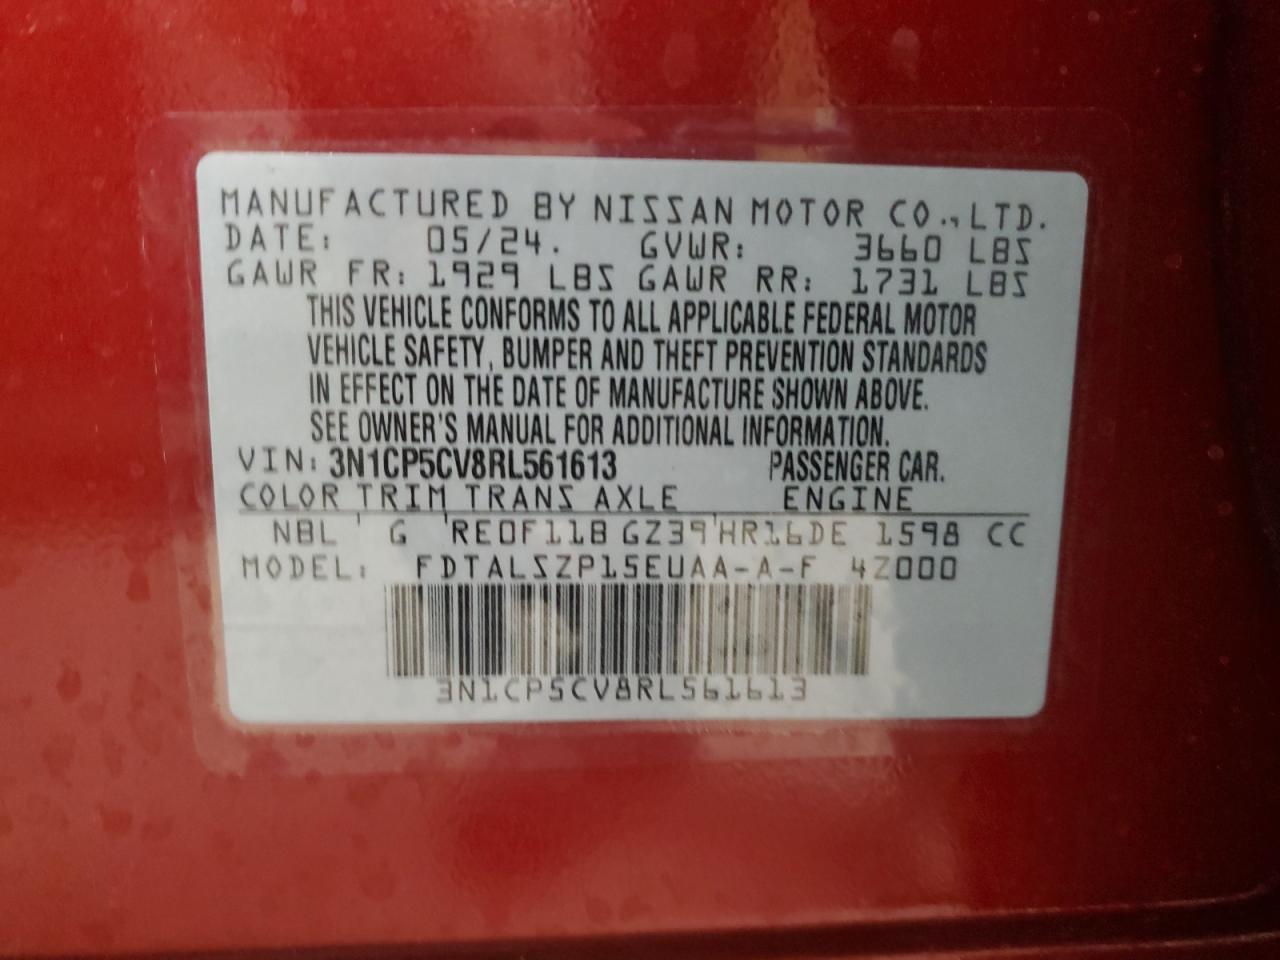 MANUFACTURED BY NISSAN MOTOR CO.,LTD.
DATE: 05/24. GVWR: 3660 LBS
GAWR FR: 1929 LBS GAWR RR: 1731 LBS
THIS VEHICLE CONFORMS TO ALL APPLICABLE FEDERAL MOTOR
VEHICLE SAFETY, BUMPER AND THEFT PREVENTION STANDARDS
IN EFFECT ON THE DATE OF MANUFACTURE SHOWN ABOVE.
SEE OWNER'S MANUAL FOR ADDITIONAL INFORMATION.
VIN: 3N1CP5CV8RL561613 PASSENGER CAR.
COLOR TRIM TRANS AXLE ENGINE
NBL ' G 'RE0F11B GZ39'HR16DE 1598 CC
MODEL: FDTALSZP15EUAA-A-F 4Z000
3N1CP5CV8RL561613